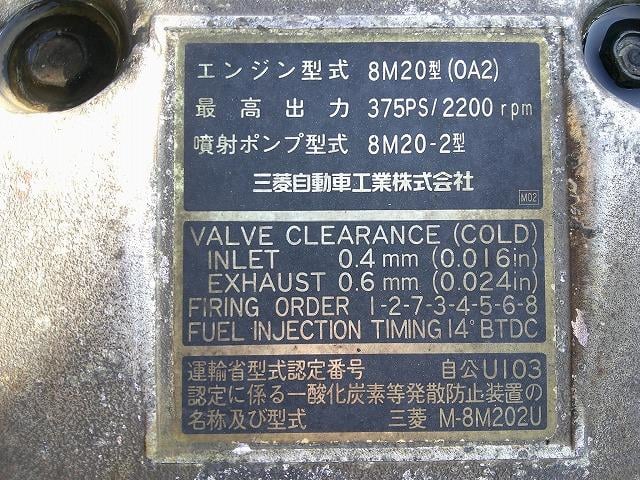 エンジン型式 8M20型(OA2)
最高出力 375PS/2200rpm
噴射ポンプ型式 8M20-2型
三菱自動車工業株式会社
M02
VALVE CLEARANCE (COLD)
INLET 0.4mm (0.016in)
EXHAUST 0.6mm (0.024in)
FIRING ORDER 1-2-7-3-4-5-6-8
FUEL INJECTION TIMING 14° BTDC
運輸省型式認定番号 自公U103
認定に係る一酸化炭素等発散防止装置の
名称及び型式 三菱 M-8M202U